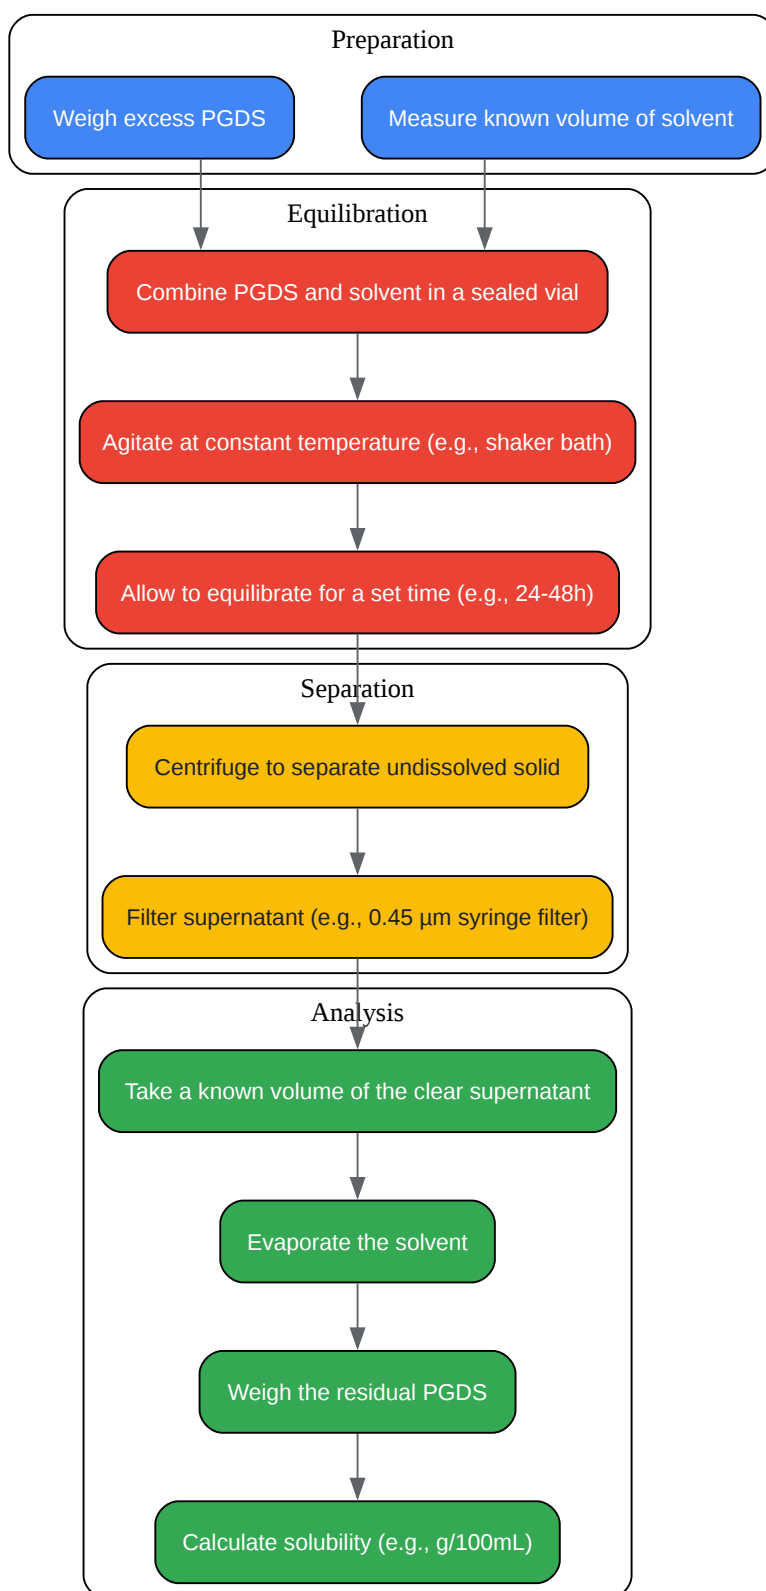 Preparation
Weigh excess PGDS
Measure known volume of solvent
Equilibration
Combine PGDS and solvent in a sealed vial
Agitate at constant temperature (e.g., shaker bath)
Allow to equilibrate for a set time (e.g., 24-48h)
Separation
Centrifuge to separate undissolved solid
Filter supernatant (e.g., 0.45 µm syringe filter)
Analysis
Take a known volume of the clear supernatant
Evaporate the solvent
Weigh the residual PGDS
Calculate solubility (e.g., g/100mL)